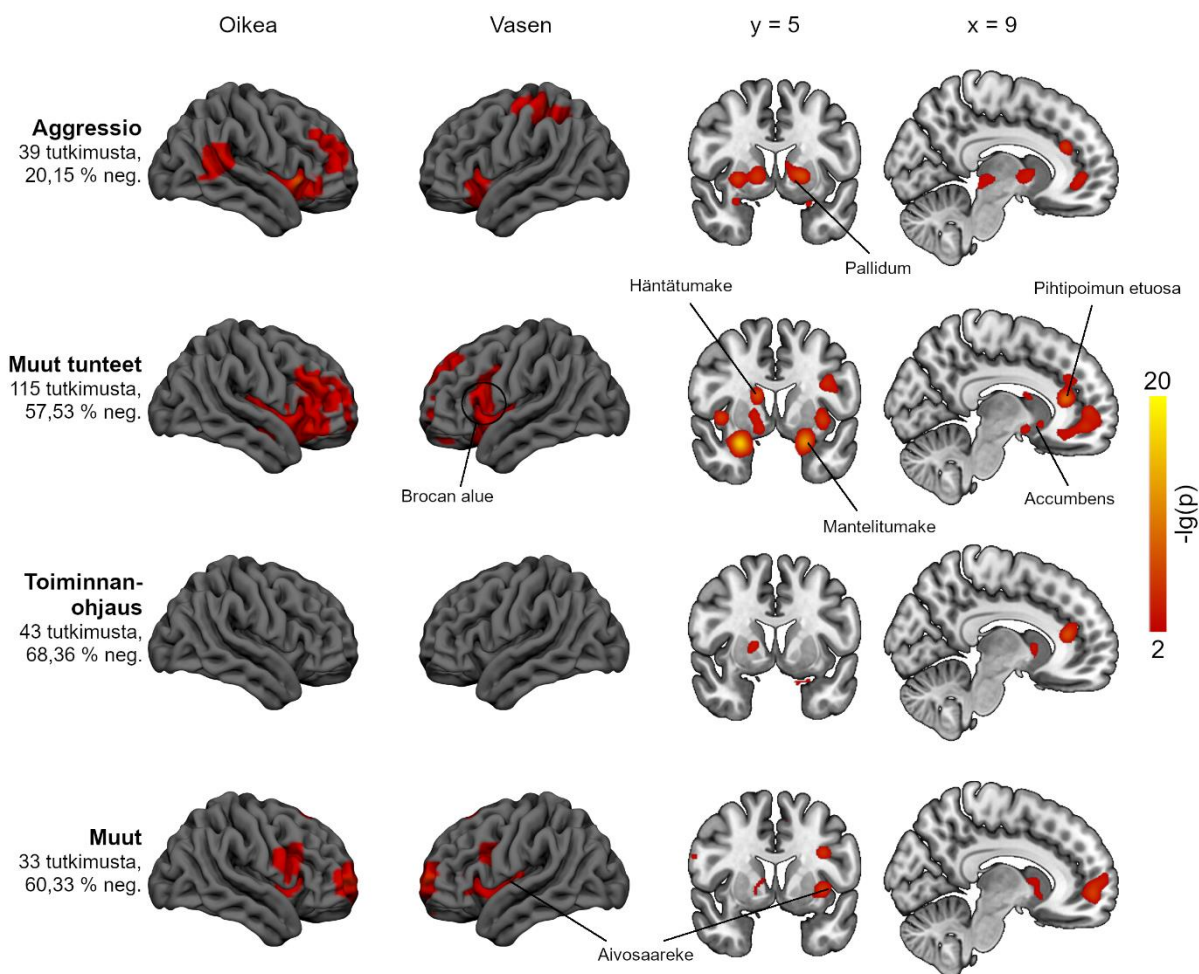 Oikea
Vasen
y = 5
x = 9
Aggressio
39 tutkimusta,
20,15 % neg.
Pallidum
Häntätumake
Pihtipoimun etuosa
Muut tunteet
115 tutkimusta,
57,53 % neg.
Brocan alue
Mantelitumake
Accumbens
20
-lg(p)
2
Toiminnan-
ohjaus
43 tutkimusta,
68,36 % neg.
Muut
33 tutkimusta,
60,33 % neg.
Aivosaareke